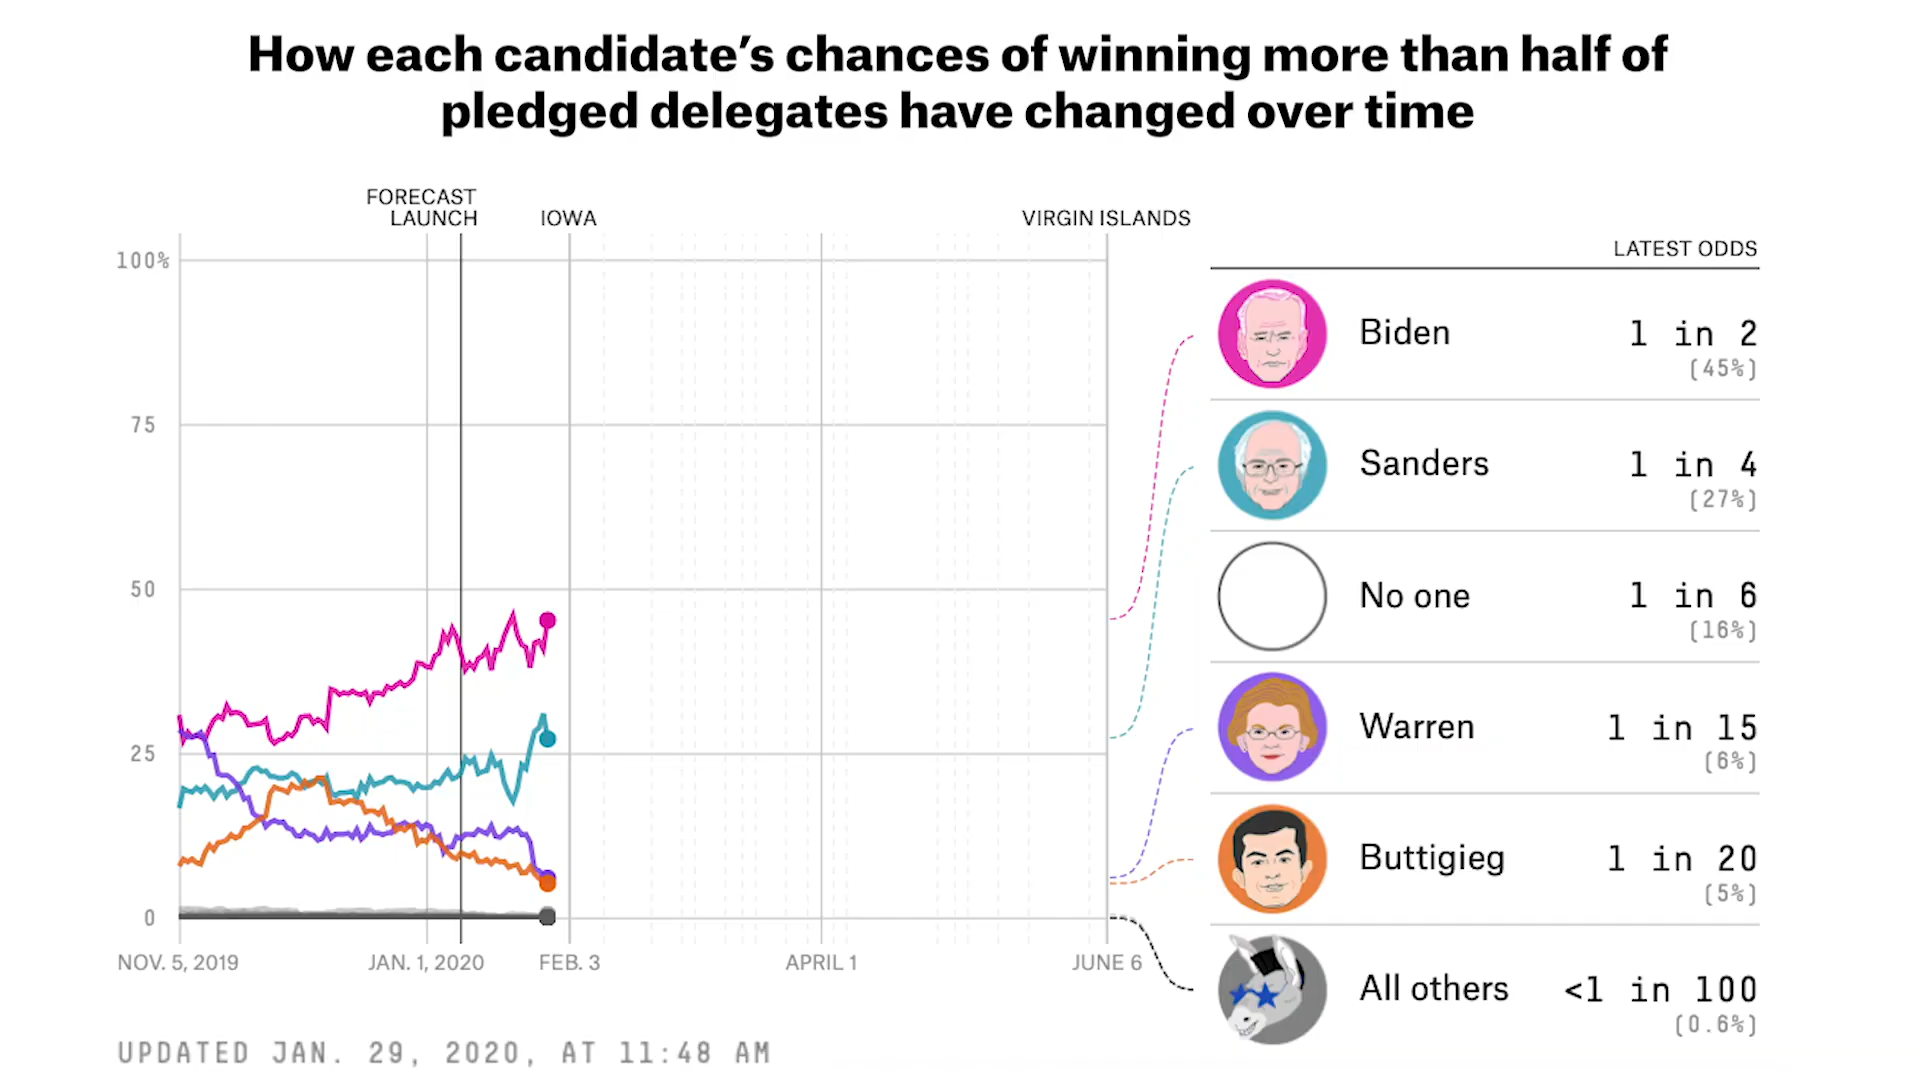 How each candidate's chances of winning more than half of
pledged delegates have changed over time
FORECAST
LAUNCH
IOWA
VIRGIN ISLANDS
LATEST ODDS
100%
75
50
25
0
NOV. 5, 2019
JAN. 1, 2020
FEB. 3
APRIL 1
JUNE 6
Biden
1 in 2
(45%)
Sanders
1 in 4
(27%)
No one
1 in 6
(16%)
Warren
1 in 15
(6%)
Buttigieg
1 in 20
(5%)
All others
<1 in 100
(0.6%)
UPDATED JAN. 29, 2020, AT 11:48 AM